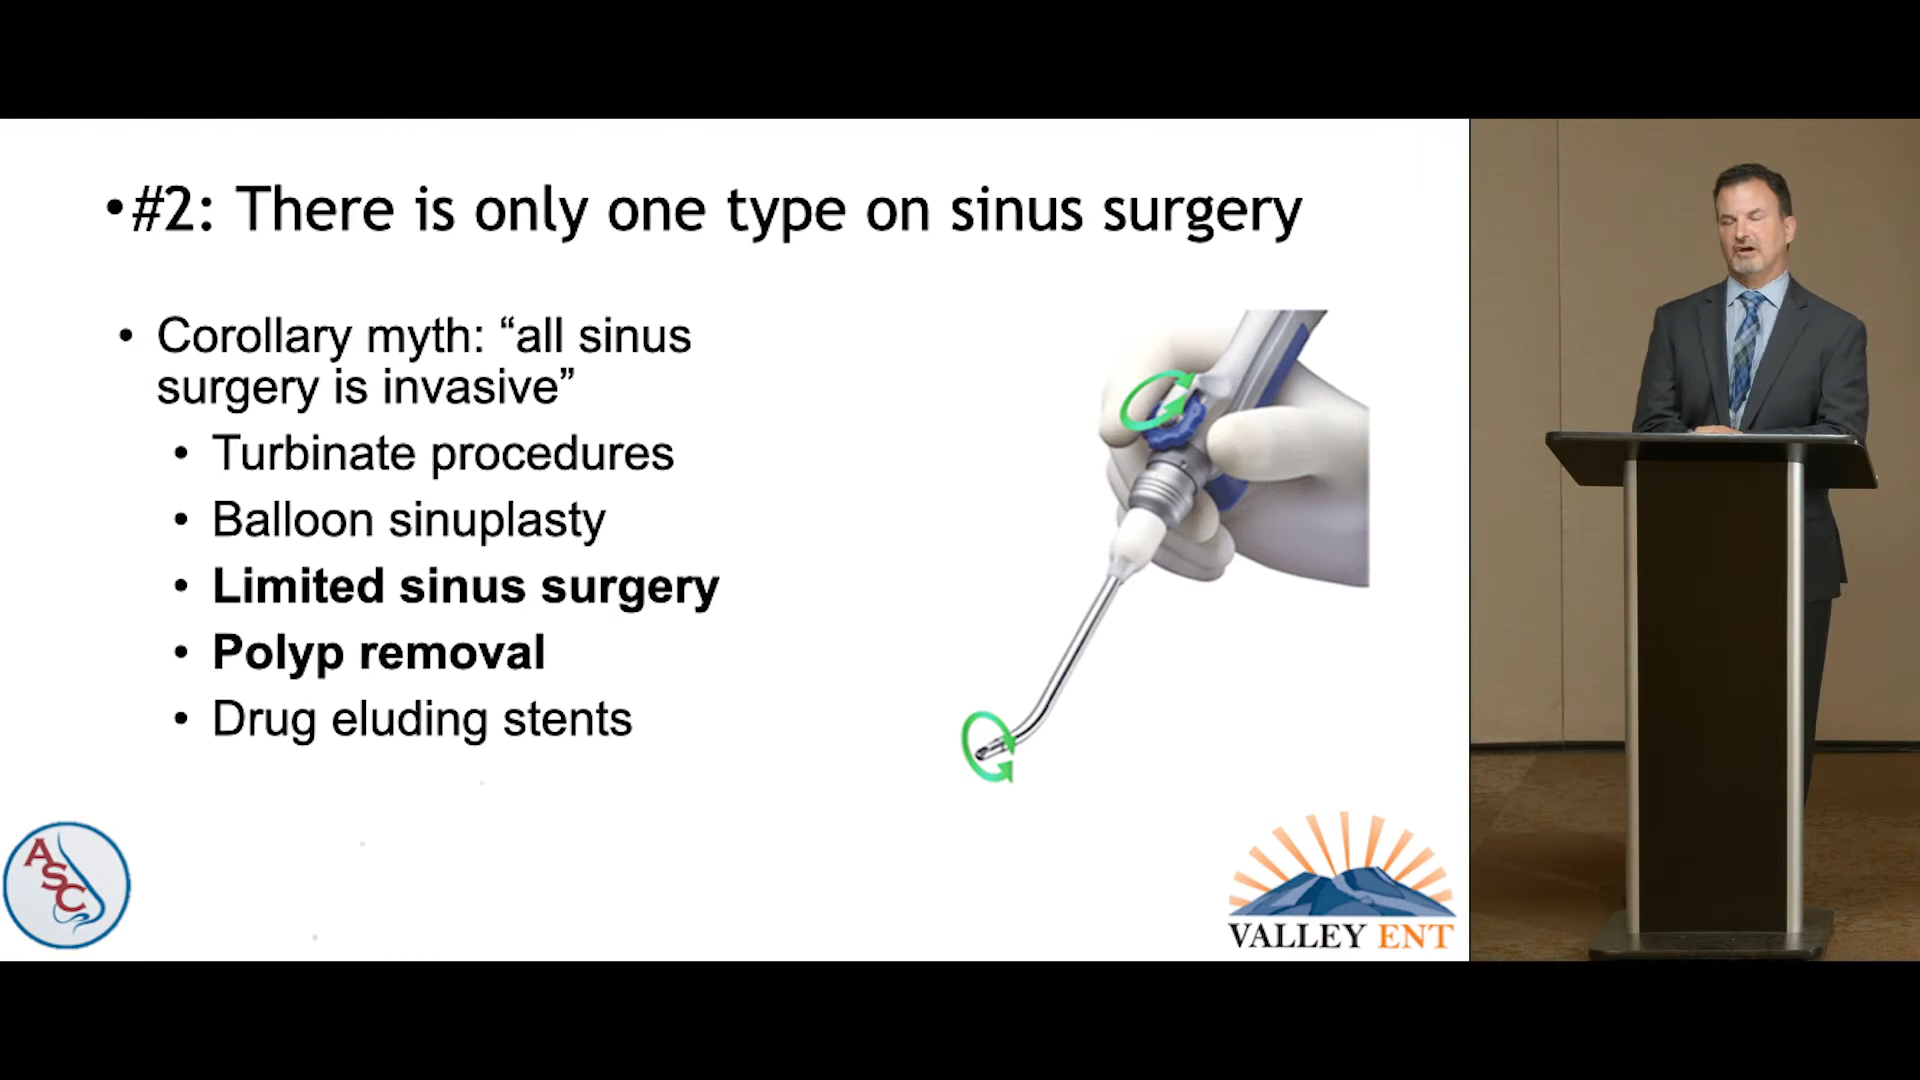 •#2: There is only one type on sinus surgery
• Corollary myth: “all sinus
surgery is invasive”
• Turbinate procedures
• Balloon sinuplasty
• Limited sinus surgery
• Polyp removal
• Drug eluding stents
ASC
VALLEY ENT